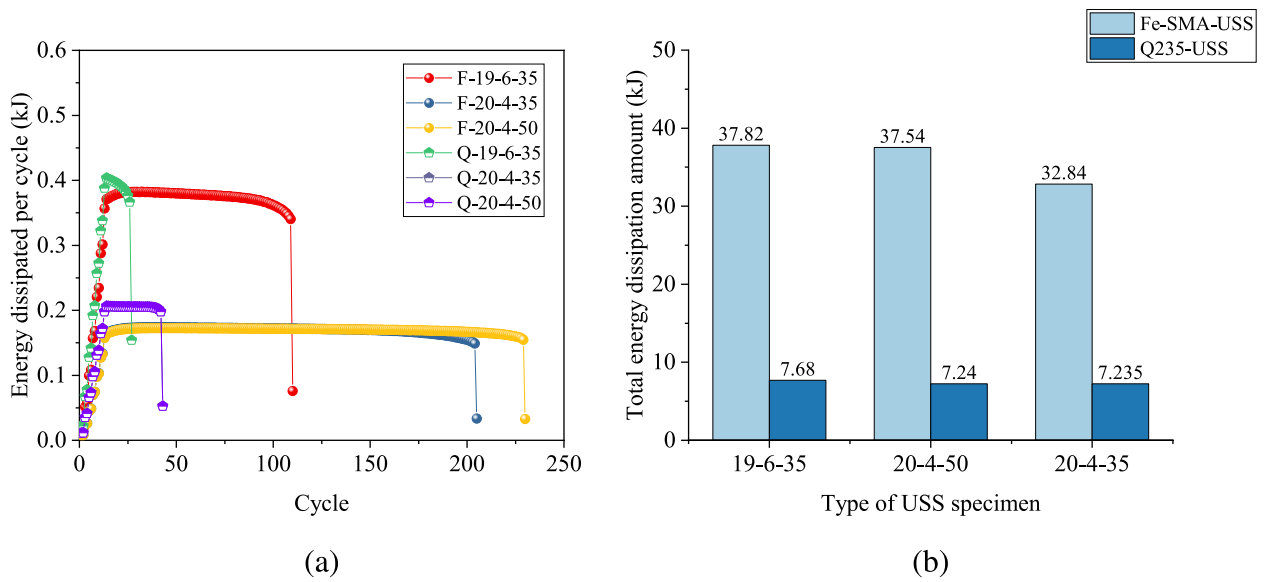 Energy dissipated per cycle (kJ)
0.6
0.5
0.4
0.3
0.2
0.1
0.0
F-19-6-35
F-20-4-35
F-20-4-50
Q-19-6-35
Q-20-4-35
Q-20-4-50
0 50 100 150 200 250
Cycle
(a)
Fe-SMA-USS
Q235-USS
Total energy dissipation amount (kJ)
50
40
30
20
10
0
37.82
7.68
37.54
7.24
32.84
7.235
19-6-35 20-4-50 20-4-35
Type of USS specimen
(b)